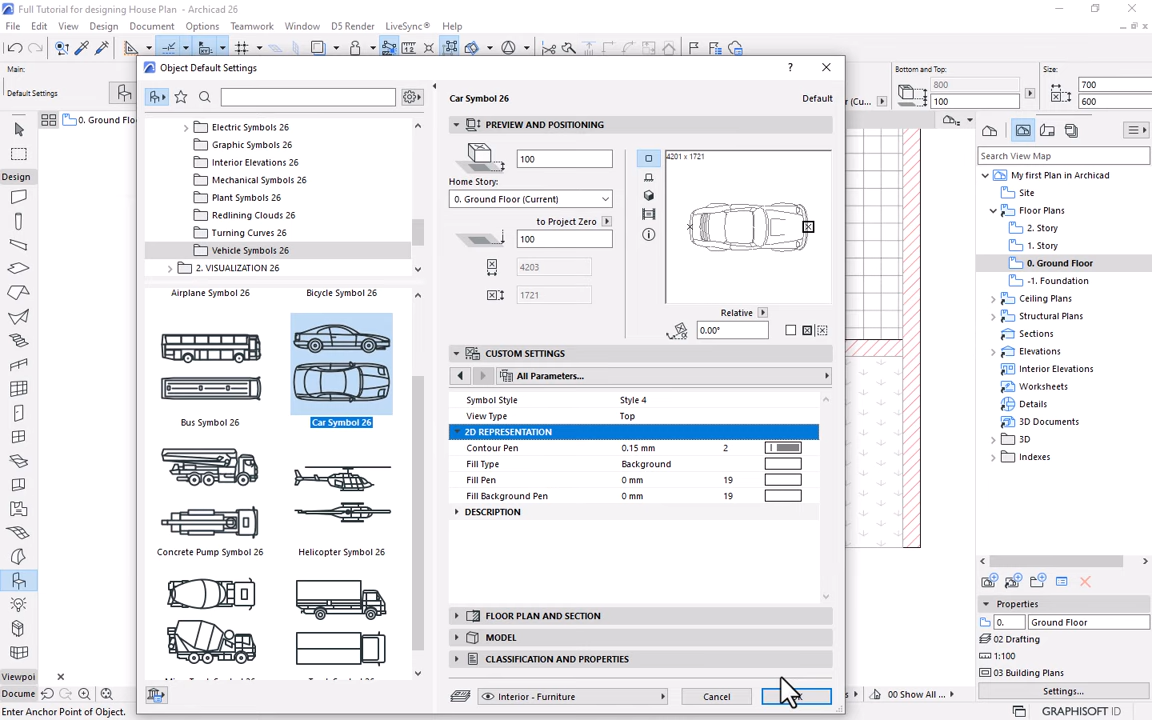 Full Tutorial for designing House Plan - Archicad 26
File Edit View Design Document Options Teamwork Window D5 Render LiveSync® Help
Main:
Default Settings
Bottom and Top:
800
100
Size:
700
600
Object Default Settings
?
0. Ground Flo
Design
Electric Symbols 26
Graphic Symbols 26
Interior Elevations 26
Mechanical Symbols 26
Plant Symbols 26
Redlining Clouds 26
Turning Curves 26
Vehicle Symbols 26
2. VISUALIZATION 26
Airplane Symbol 26
Bicycle Symbol 26
Bus Symbol 26
Car Symbol 26
Concrete Pump Symbol 26
Helicopter Symbol 26
Car Symbol 26
Default
PREVIEW AND POSITIONING
100
Home Story:
0. Ground Floor (Current)
to Project Zero
100
4203
1721
4201 x 1721
Relative
0.00°
CUSTOM SETTINGS
All Parameters...
Symbol Style Style 4
View Type Top
2D REPRESENTATION
Contour Pen 0.15 mm 2
Fill Type Background
Fill Pen 0 mm 19
Fill Background Pen 0 mm 19
DESCRIPTION
FLOOR PLAN AND SECTION
MODEL
CLASSIFICATION AND PROPERTIES
Interior - Furniture
Cancel
Search View Map
My first Plan in Archicad
Site
Floor Plans
2. Story
1. Story
0. Ground Floor
-1. Foundation
Ceiling Plans
Structural Plans
Sections
Elevations
Interior Elevations
Worksheets
Details
3D Documents
3D
Indexes
Properties
0. Ground Floor
02 Drafting
1:100
03 Building Plans
Settings...
Viewpoi
Docume
00 Show All ...
Enter Anchor Point of Object.
GRAPHISOFT ID